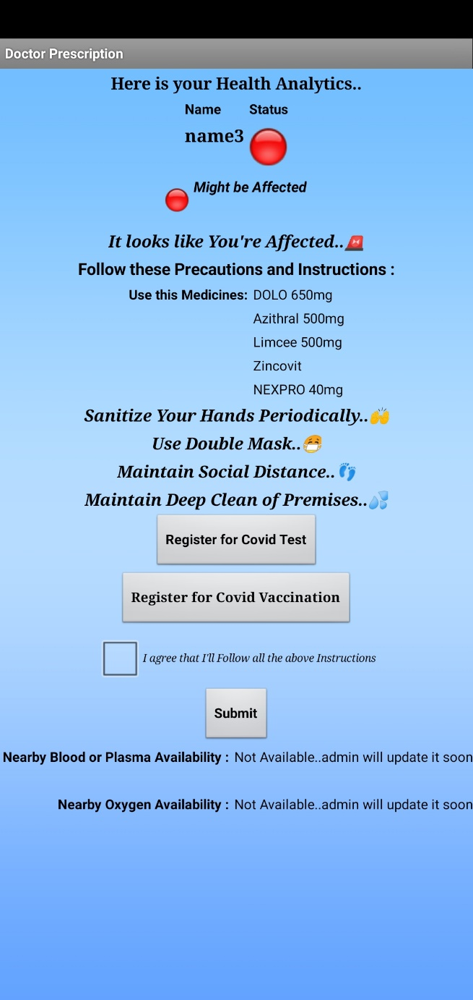 Doctor Prescription
Here is your Health Analytics..
Name Status
name3
Might be Affected
It looks like You're Affected..🚨
Follow these Precautions and Instructions :
Use this Medicines: DOLO 650mg
Azithral 500mg
Limcee 500mg
Zincovit
NEXPRO 40mg
Sanitize Your Hands Periodically..🙌
Use Double Mask..😷
Maintain Social Distance..👣
Maintain Deep Clean of Premises..💦
Register for Covid Test
Register for Covid Vaccination
I agree that I'll Follow all the above Instructions
Submit
Nearby Blood or Plasma Availability : Not Available..admin will update it soon
Nearby Oxygen Availability : Not Available..admin will update it soon